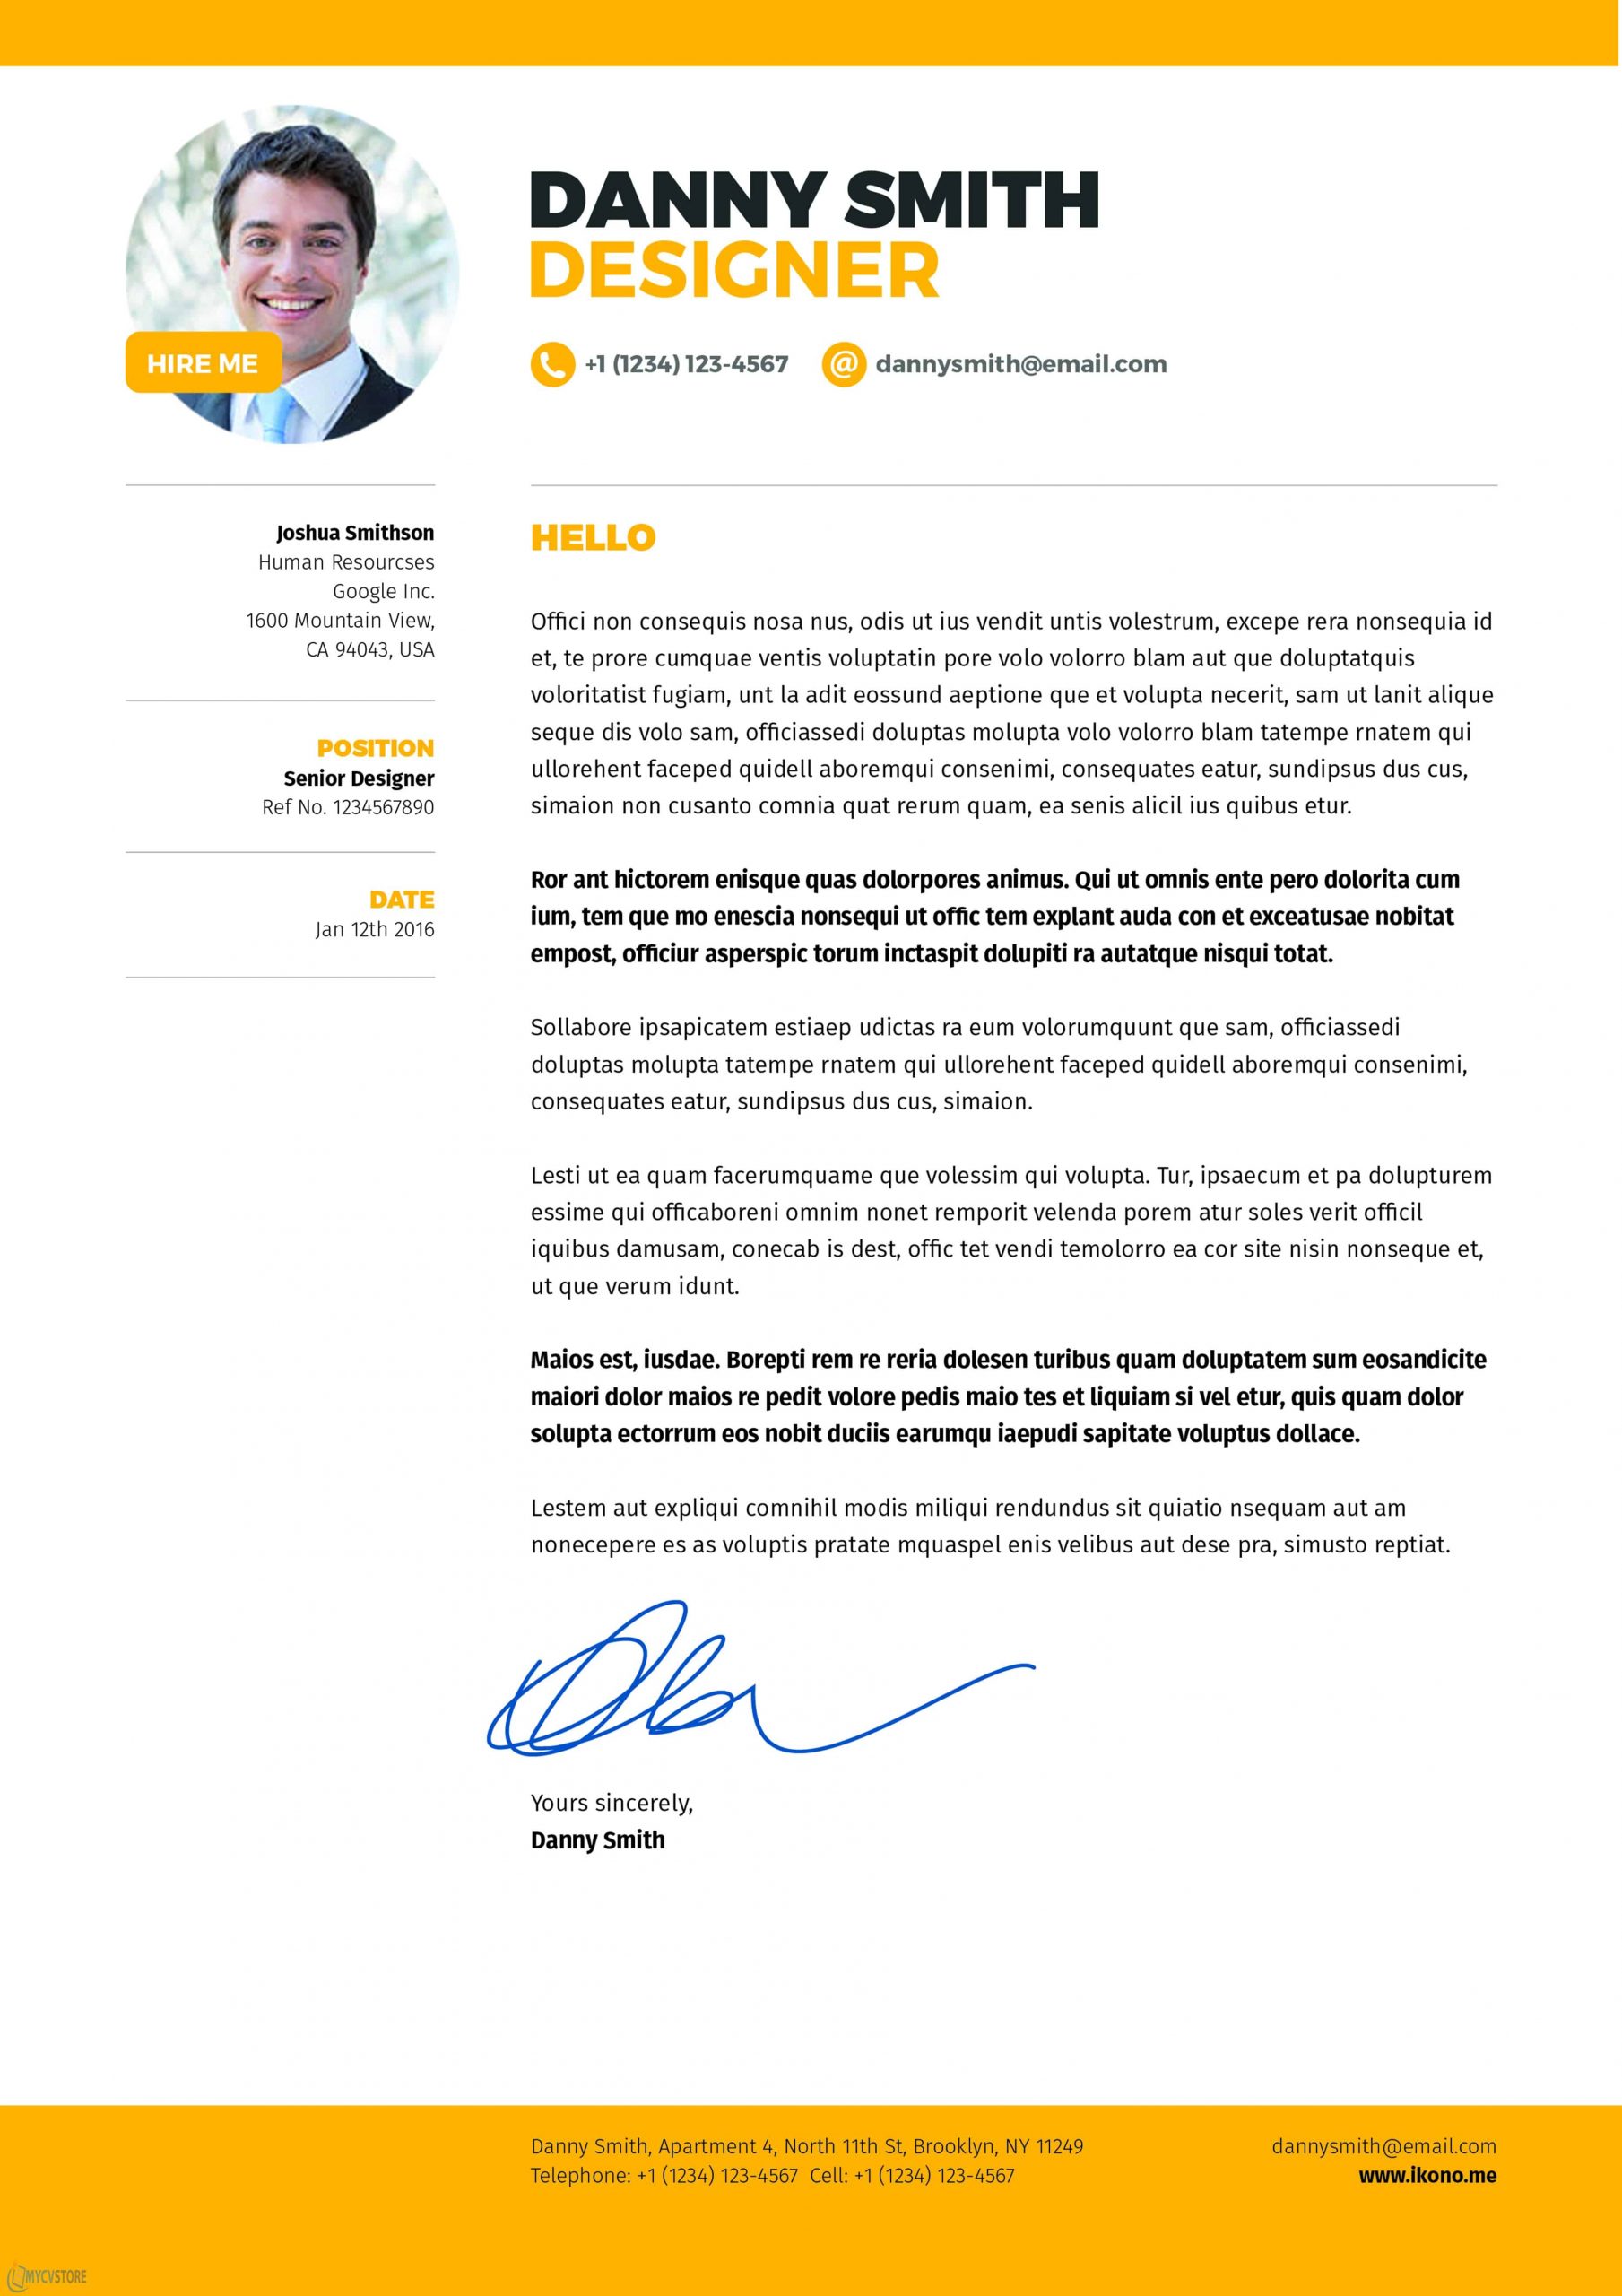 DANNY SMITH
DESIGNER
HIRE ME
+1 (1234) 123-4567
dannysmith@email.com
Joshua Smithson
Human Resourcses
Google Inc.
1600 Mountain View,
CA 94043, USA
POSITION
Senior Designer
Ref No. 1234567890
DATE
Jan 12th 2016
HELLO
Offici non consequis nosa nus, odis ut ius vendit untis volestrum, excepe rera nonsequia id
et, te prore cumquae ventis voluptatin pore volo volorro blam aut que doluptatquis
voloritatist fugiam, unt la adit eossund aeptione que et volupta necerit, sam ut lanit alique
seque dis volo sam, officiassedi doluptas molupta volo volorro blam tatempe rnatem qui
ullorehent faceped quidell aboremqui consenimi, consequates eatur, sundipsus dus cus,
simaion non cusanto comnia quat rerum quam, ea senis alicil ius quibus etur.
Ror ant hictorem enisque quas dolorpores animus. Qui ut omnis ente pero dolorita cum
ium, tem que mo enescia nonsequi ut offic tem explant auda con et exceatusae nobitat
empost, officiur asperspic torum inctaspit dolupiti ra autatque nisqui totat.
Sollabore ipsapicatem estiaep udictas ra eum volorumquunt que sam, officiassedi
doluptas molupta tatempe rnatem qui ullorehent faceped quidell aboremqui consenimi,
consequates eatur, sundipsus dus cus, simaion.
Lesti ut ea quam facerumquame que volessim qui volupta. Tur, ipsaecum et pa dolupturem
essime qui officaboreni omnim nonet remporit velenda porem atur soles verit officil
iquibus damusam, conecab is dest, offic tet vendi temolorro ea cor site nisin nonseque et,
ut que verum idunt.
Maios est, iusdae. Borepti rem re reria dolesen turibus quam doluptatem sum eosandicite
maiori dolor maios re pedit volore pedis maio tes et liquiam si vel etur, quis quam dolor
solupta ectorrum eos nobit duciis earumqu iaepudi sapitate voluptus dollace.
Lestem aut expliqui comnihil modis miliqui rendundus sit quiatio nsequam aut am
nonecepere es as voluptis pratate mquaspel enis velibus aut dese pra, simusto reptiat.
Yours sincerely,
Danny Smith
Danny Smith, Apartment 4, North 11th St, Brooklyn, NY 11249
Telephone: +1 (1234) 123-4567 Cell: +1 (1234) 123-4567
dannysmith@email.com
www.ikono.me
MYCVSTORE